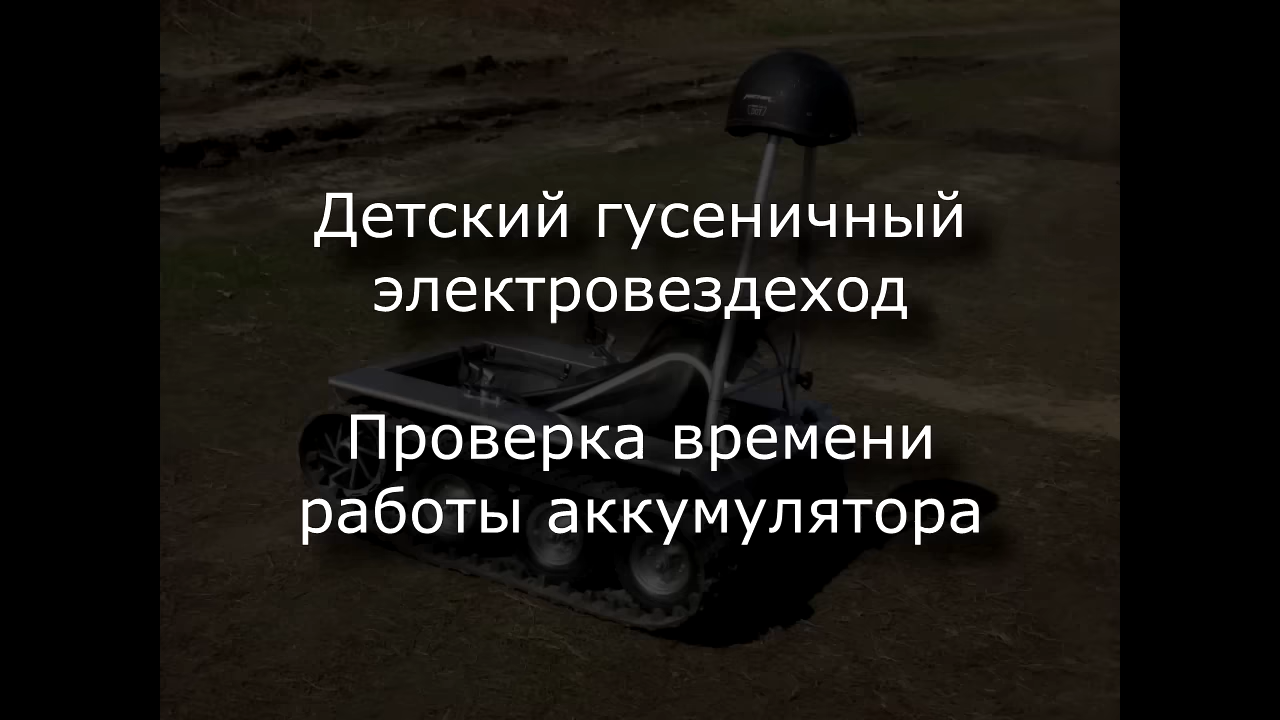 Детский гусеничный
электровездеход
Проверка времени
работы аккумулятора